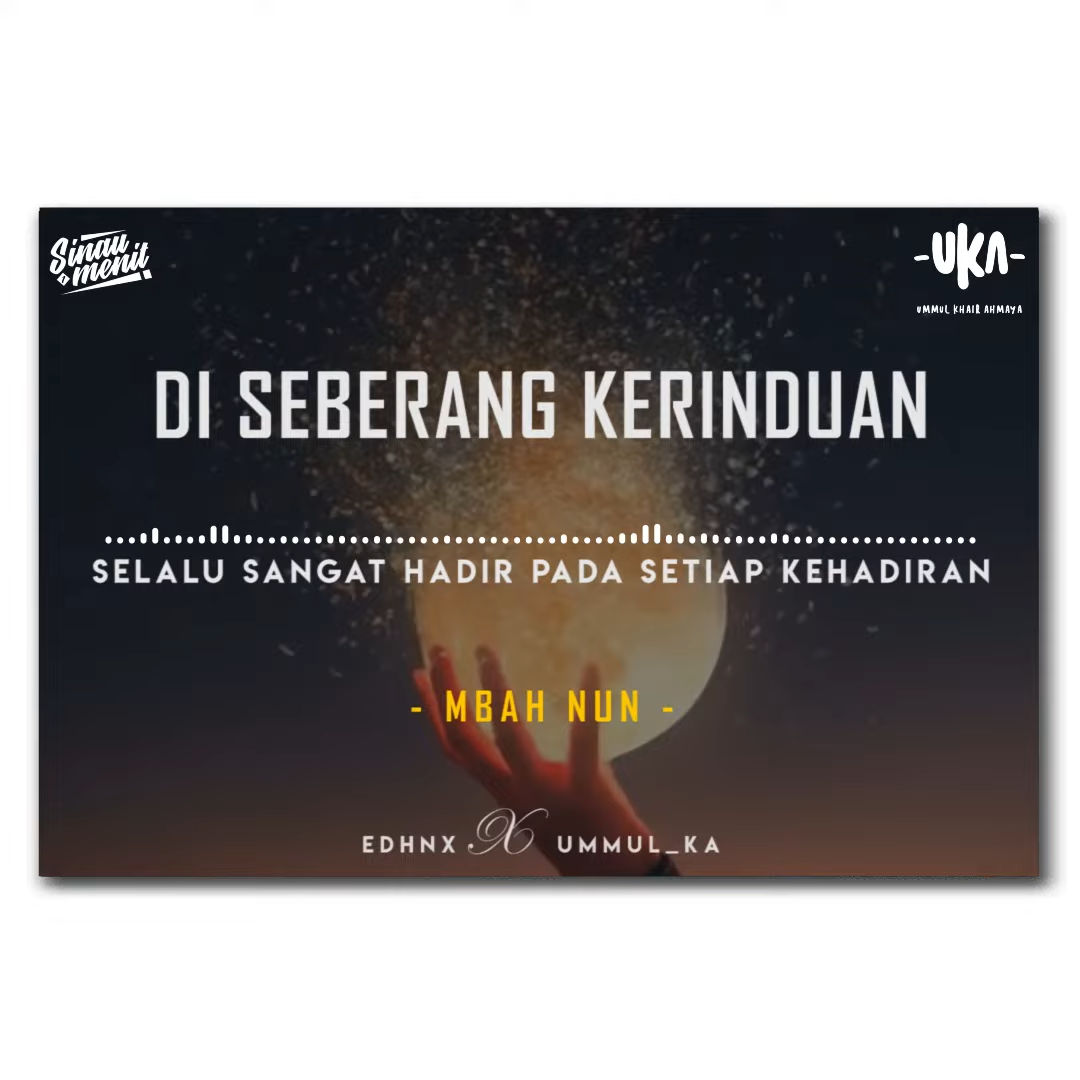 Sinau
menit
-UKA-
UMMUL KHAIR AHMAYA
DI SEBERANG KERINDUAN
SELALU SANGAT HADIR PADA SETIAP KEHADIRAN
- MBAH NUN -
EDHNX X UMMUL_KA